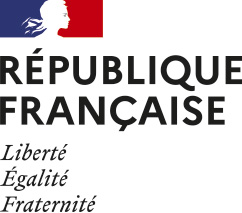 RÉPUBLIQUE
FRANÇAISE
Liberté
Égalité
Fraternité